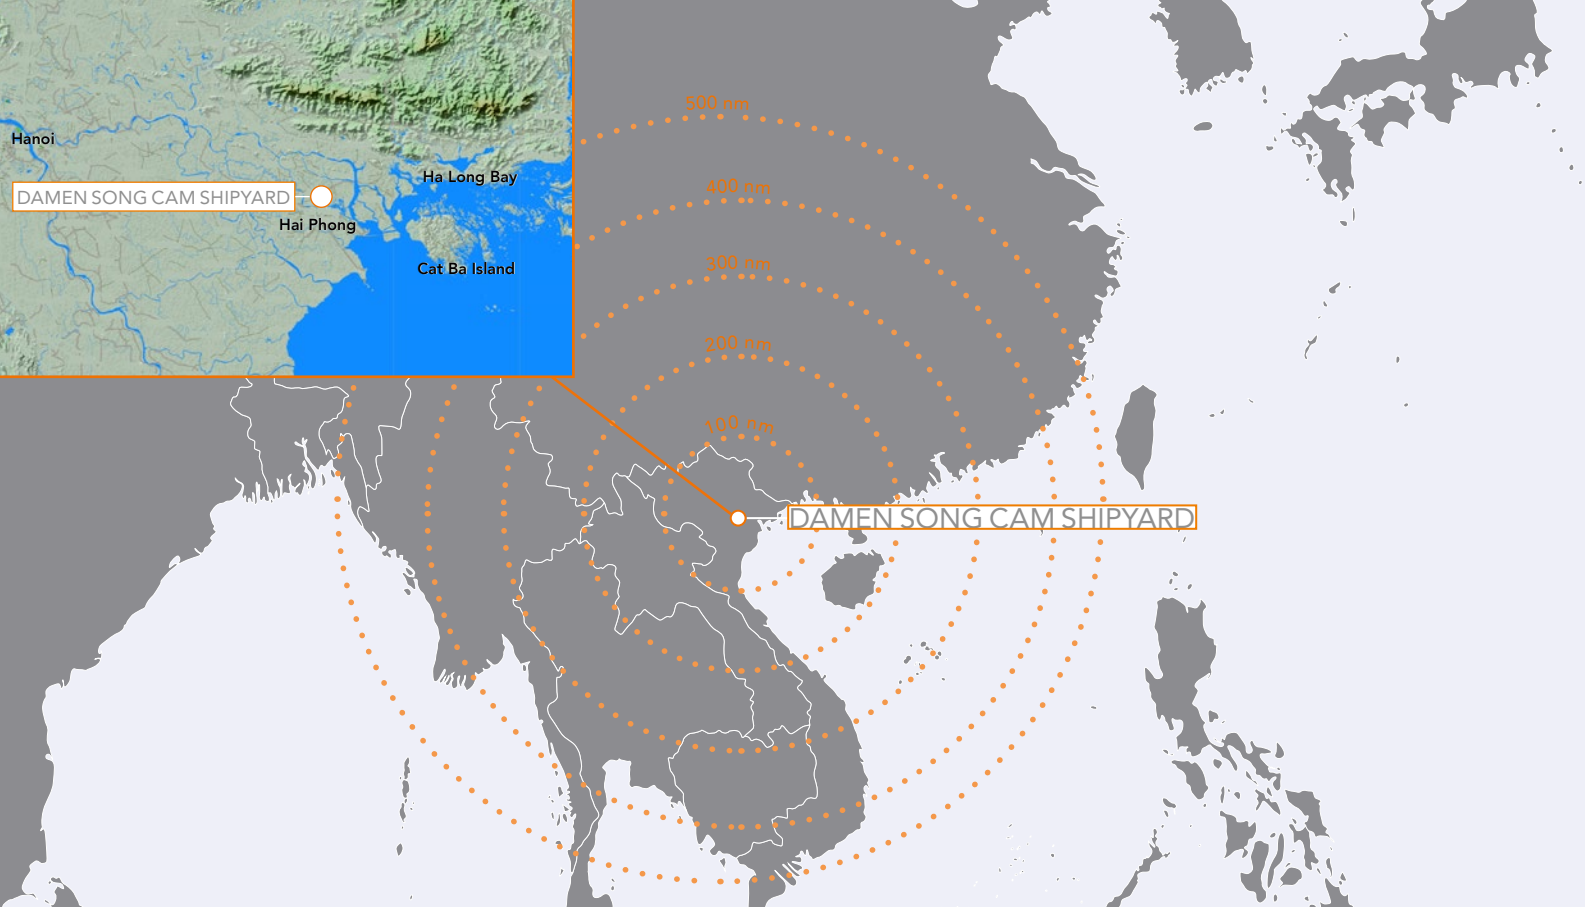 500 nm
Hanoi
Ha Long Bay
400 nm
DAMEN SONG CAM SHIPYARD
Hai Phong
Cat Ba Island
300 nm
200 nm
100 nm
DAMEN SONG CAM SHIPYARD